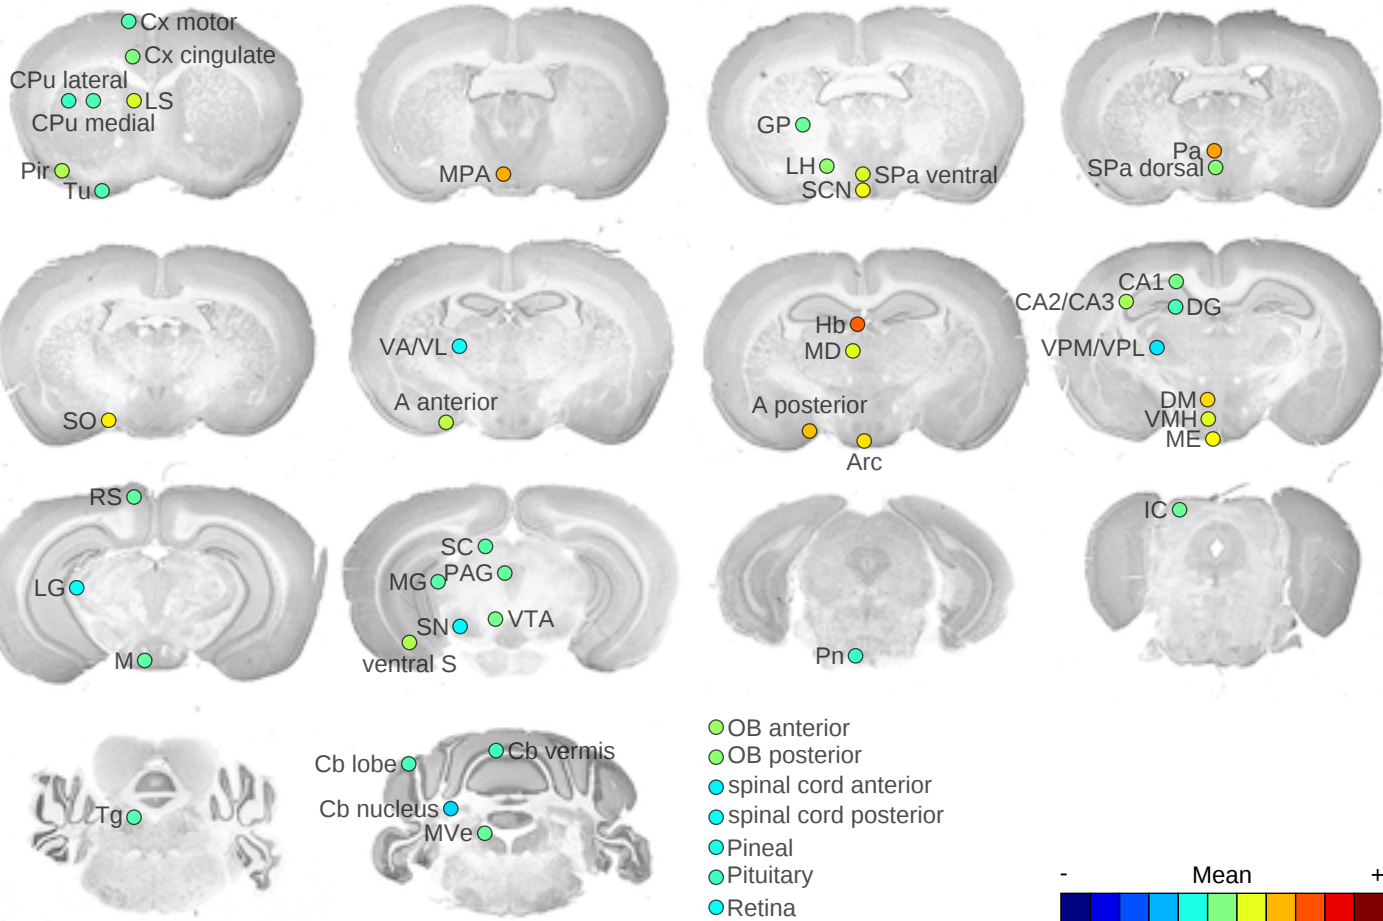 Cx motor
Cx cingulate
CPu lateral
LS
CPu medial
Pir
Tu
MPA
GP
LH
SPa ventral
SCN
Pa
SPa dorsal
SO
VA/VL
A anterior
Hb
MD
A posterior
Arc
CA1
CA2/CA3
DG
VPM/VPL
DM
VMH
ME
RS
LG
M
SC
MG
PAG
SN
VTA
ventral S
Pn
IC
Tg
Cb lobe
Cb vermis
Cb nucleus
MVe
OB anterior
OB posterior
spinal cord anterior
spinal cord posterior
Pineal
Pituitary
Retina
- Mean +